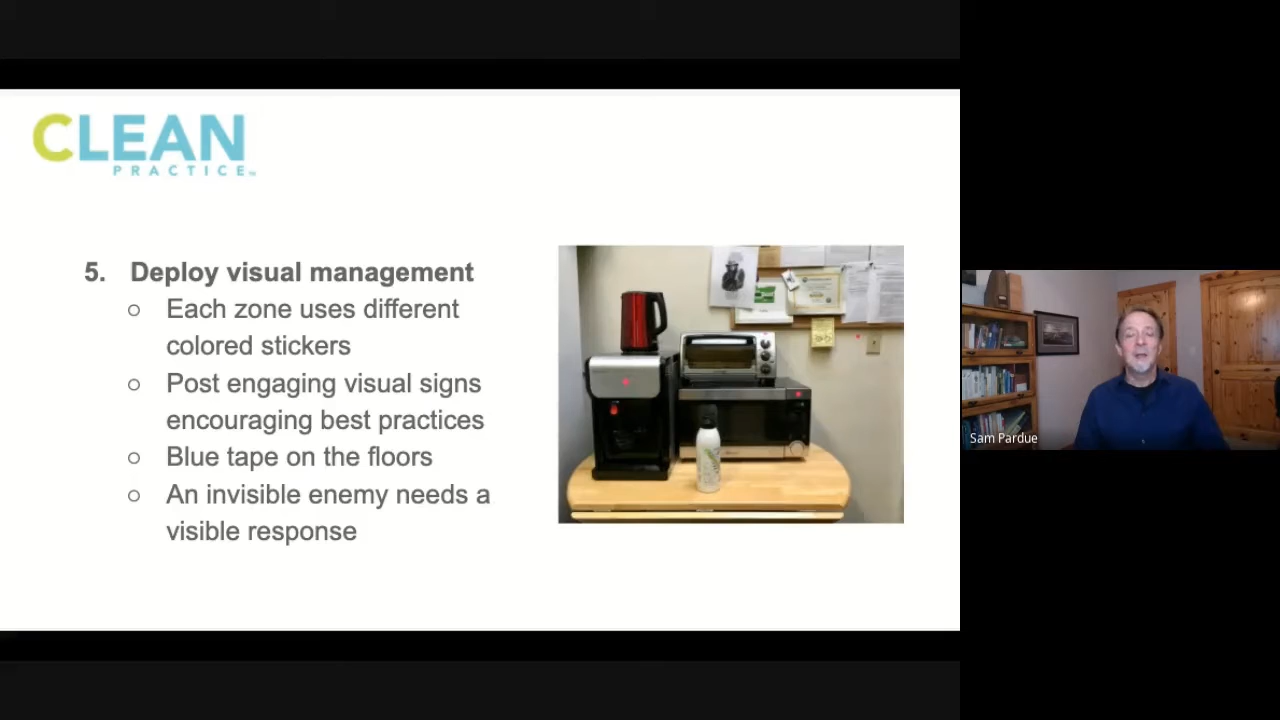 CLEAN
PRACTICE
5. Deploy visual management
○ Each zone uses different
colored stickers
○ Post engaging visual signs
encouraging best practices
○ Blue tape on the floors
○ An invisible enemy needs a
visible response
Sam Pardue